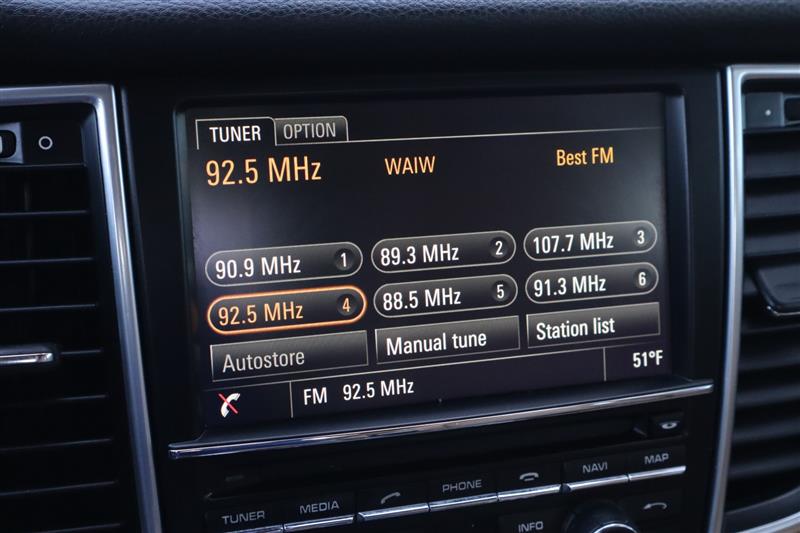 TUNER OPTION
92.5 MHz WAIW Best FM
90.9 MHz 1 89.3 MHz 2 107.7 MHz 3
92.5 MHz 4 88.5 MHz 5 91.3 MHz 6
Autostore Manual tune Station list
FM 92.5 MHz 51°F
TUNER MEDIA PHONE NAVI MAP
INFO